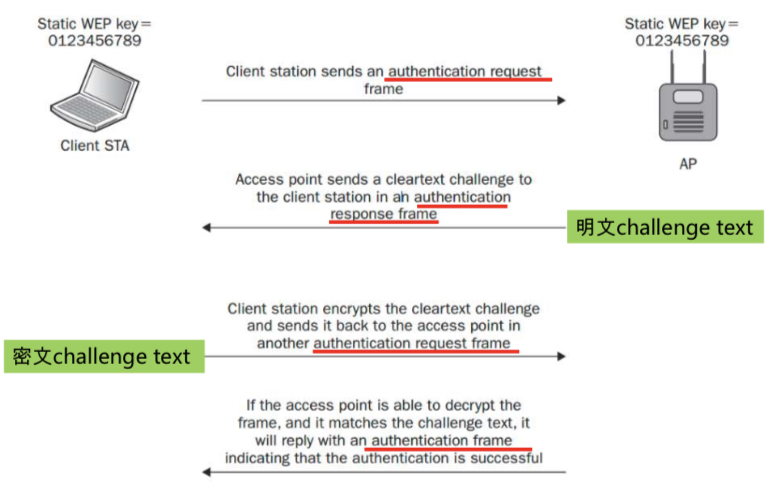 Static WEP key=
0123456789
Static WEP key=
0123456789
Client station sends an authentication request
frame
Client STA
AP
Access point sends a cleartext challenge to
the client station in an authentication
response frame
明文challenge text
Client station encrypts the cleartext challenge
and sends it back to the access point in
another authentication request frame
密文challenge text
If the access point is able to decrypt the
frame, and it matches the challenge text, it
will reply with an authentication frame
indicating that the authentication is successful